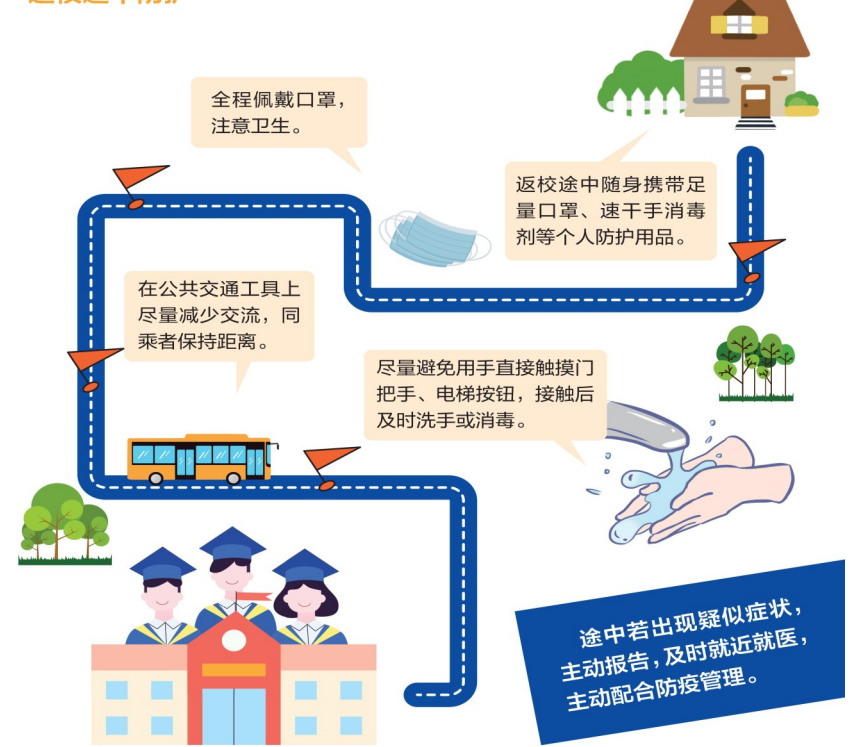 全程佩戴口罩，
注意卫生。
返校途中随身携带足
量口罩、速干手消毒
剂等个人防护用品。
在公共交通工具上
尽量减少交流，同
乘者保持距离。
尽量避免用手直接触摸门
把手、电梯按钮，接触后
及时洗手或消毒。
途中若出现疑似症状，
主动报告，及时就近就医，
主动配合防疫管理。